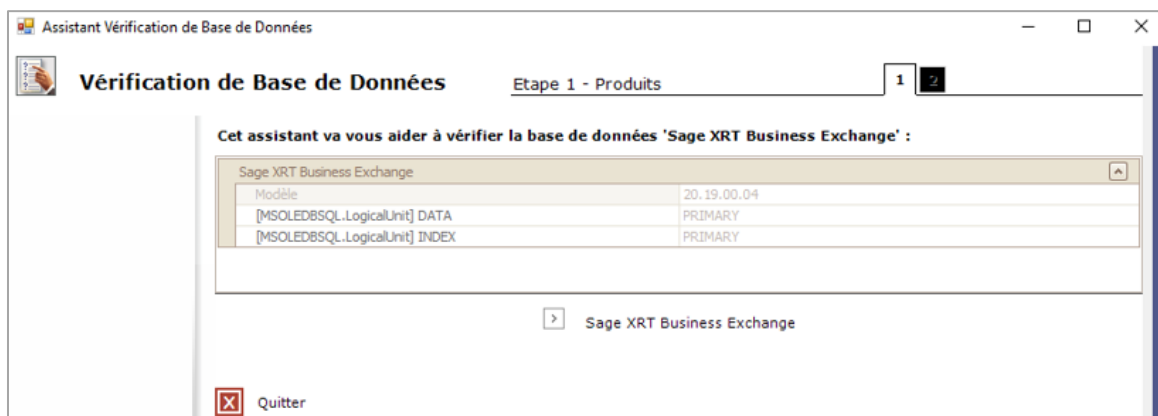 Assistant Vérification de Base de Données
Vérification de Base de Données
Etape 1 - Produits
1 2
Cet assistant va vous aider à vérifier la base de données 'Sage XRT Business Exchange' :
Sage XRT Business Exchange
Modèle 20.19.00.04
[MSOLEDBSQL.LogicalUnit] DATA PRIMARY
[MSOLEDBSQL.LogicalUnit] INDEX PRIMARY
Sage XRT Business Exchange
Quitter